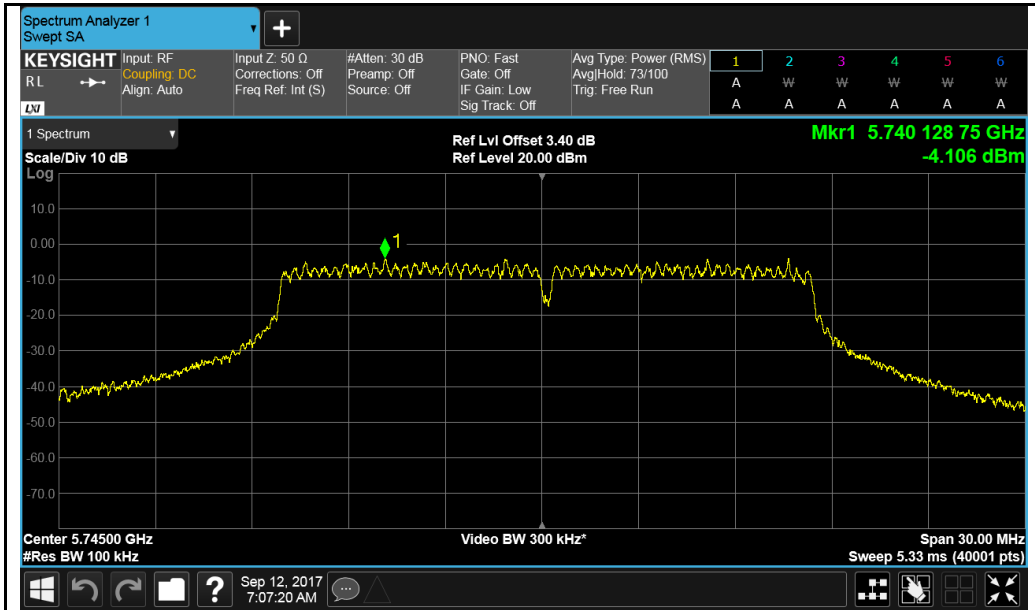 Spectrum Analyzer 1
Swept SA
+
KEYSIGHT
R L
LXI
Input: RF
Coupling: DC
Align: Auto
Input Z: 50 Ω
Corrections: Off
Freq Ref: Int (S)
#Atten: 30 dB
Preamp: Off
Source: Off
PNO: Fast
Gate: Off
IF Gain: Low
Sig Track: Off
Avg Type: Power (RMS)
Avg|Hold: 73/100
Trig: Free Run
1 2 3 4 5 6
A W W W W W
A A A A A A
1 Spectrum
Scale/Div 10 dB
Log
Ref Lvl Offset 3.40 dB
Ref Level 20.00 dBm
Mkr1 5.740 128 75 GHz
-4.106 dBm
10.0
0.00
-10.0
-20.0
-30.0
-40.0
-50.0
-60.0
-70.0
1
Center 5.74500 GHz
#Res BW 100 kHz
Video BW 300 kHz*
Span 30.00 MHz
Sweep 5.33 ms (40001 pts)
?
Sep 12, 2017
7:07:20 AM